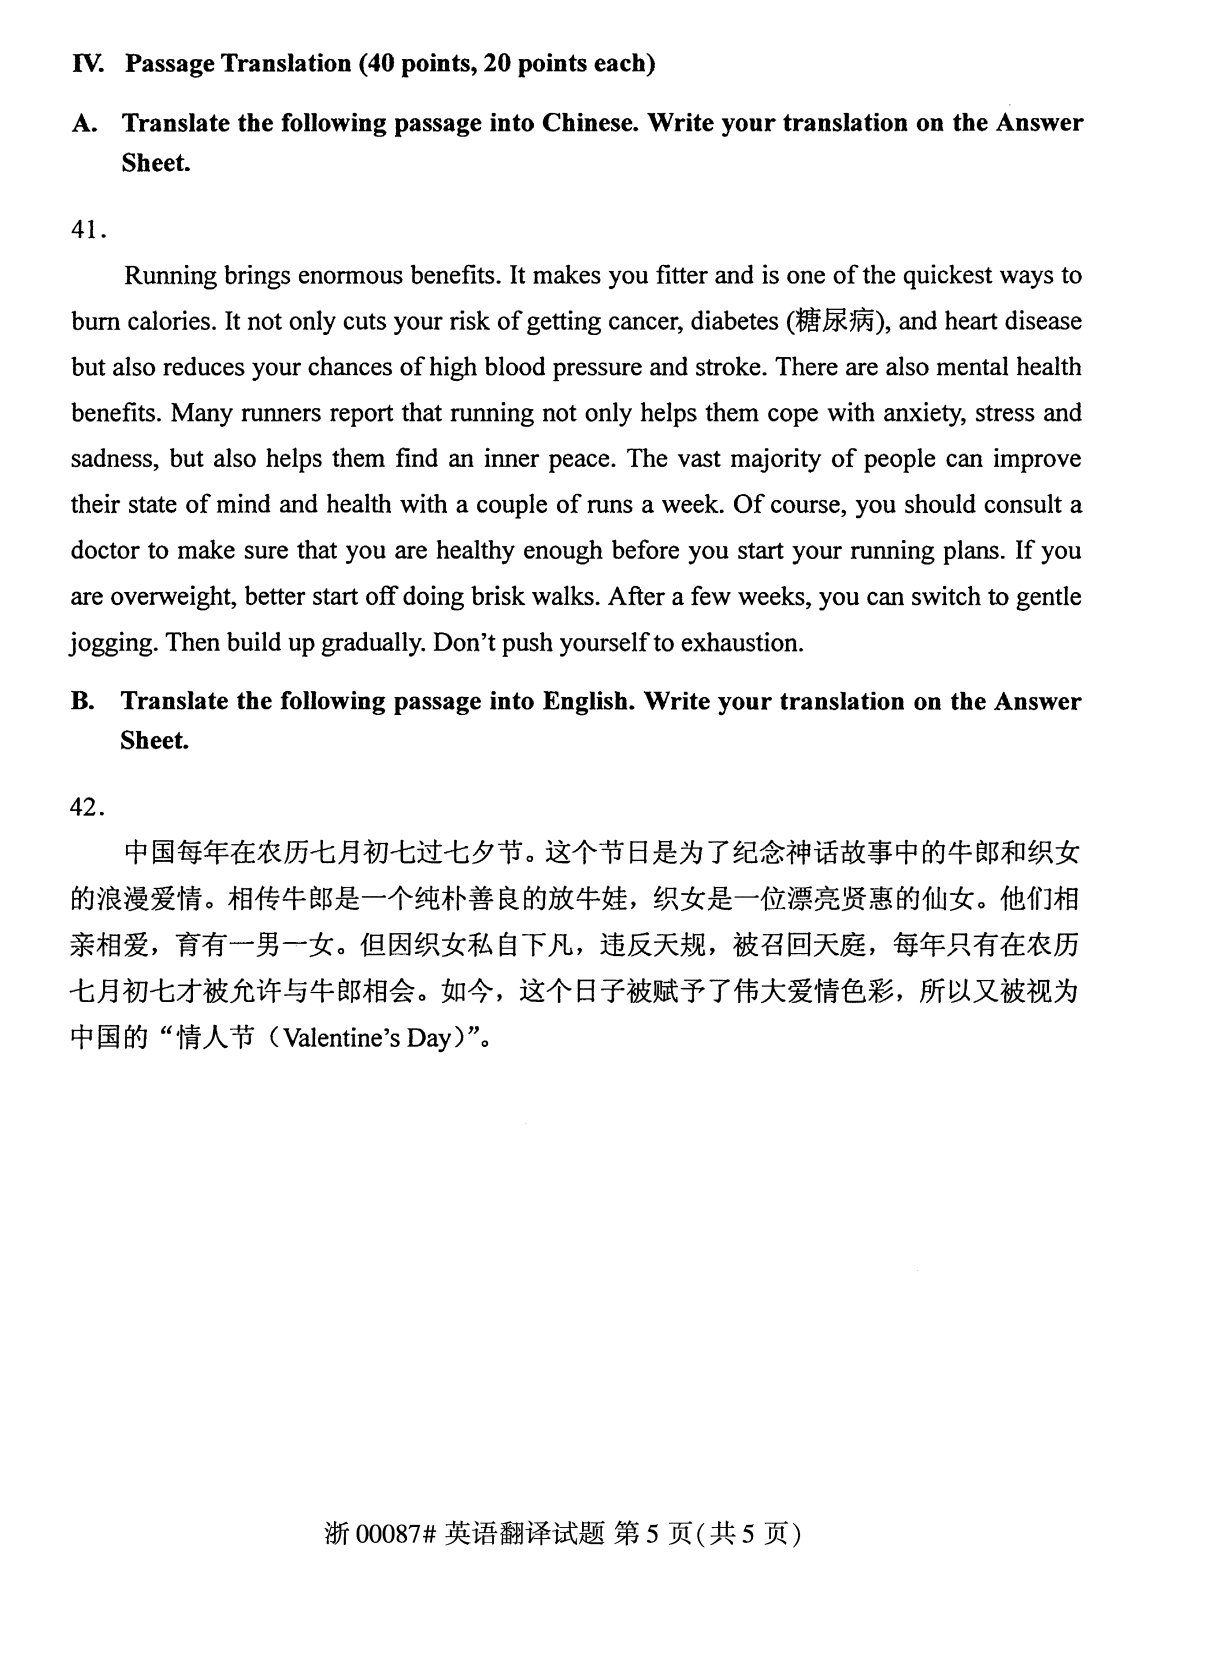 IV. Passage Translation (40 points, 20 points each)
A. Translate the following passage into Chinese. Write your translation on the Answer
Sheet.
41.
Running brings enormous benefits. It makes you fitter and is one of the quickest ways to
burn calories. It not only cuts your risk of getting cancer, diabetes (糖尿病), and heart disease
but also reduces your chances of high blood pressure and stroke. There are also mental health
benefits. Many runners report that running not only helps them cope with anxiety, stress and
sadness, but also helps them find an inner peace. The vast majority of people can improve
their state of mind and health with a couple of runs a week. Of course, you should consult a
doctor to make sure that you are healthy enough before you start your running plans. If you
are overweight, better start off doing brisk walks. After a few weeks, you can switch to gentle
jogging. Then build up gradually. Don't push yourself to exhaustion.
B. Translate the following passage into English. Write your translation on the Answer
Sheet.
42.
中国每年在农历七月初七过七夕节。这个节日是为了纪念神话故事中的牛郎和织女
的浪漫爱情。相传牛郎是一个纯朴善良的放牛娃，织女是一位漂亮贤惠的仙女。他们相
亲相爱，育有一男一女。但因织女私自下凡，违反天规，被召回天庭，每年只有在农历
七月初七才被允许与牛郎相会。如今，这个日子被赋予了伟大爱情色彩，所以又被视为
中国的“情人节（Valentine's Day）”。
浙 00087# 英语翻译试题 第 5 页(共 5 页)